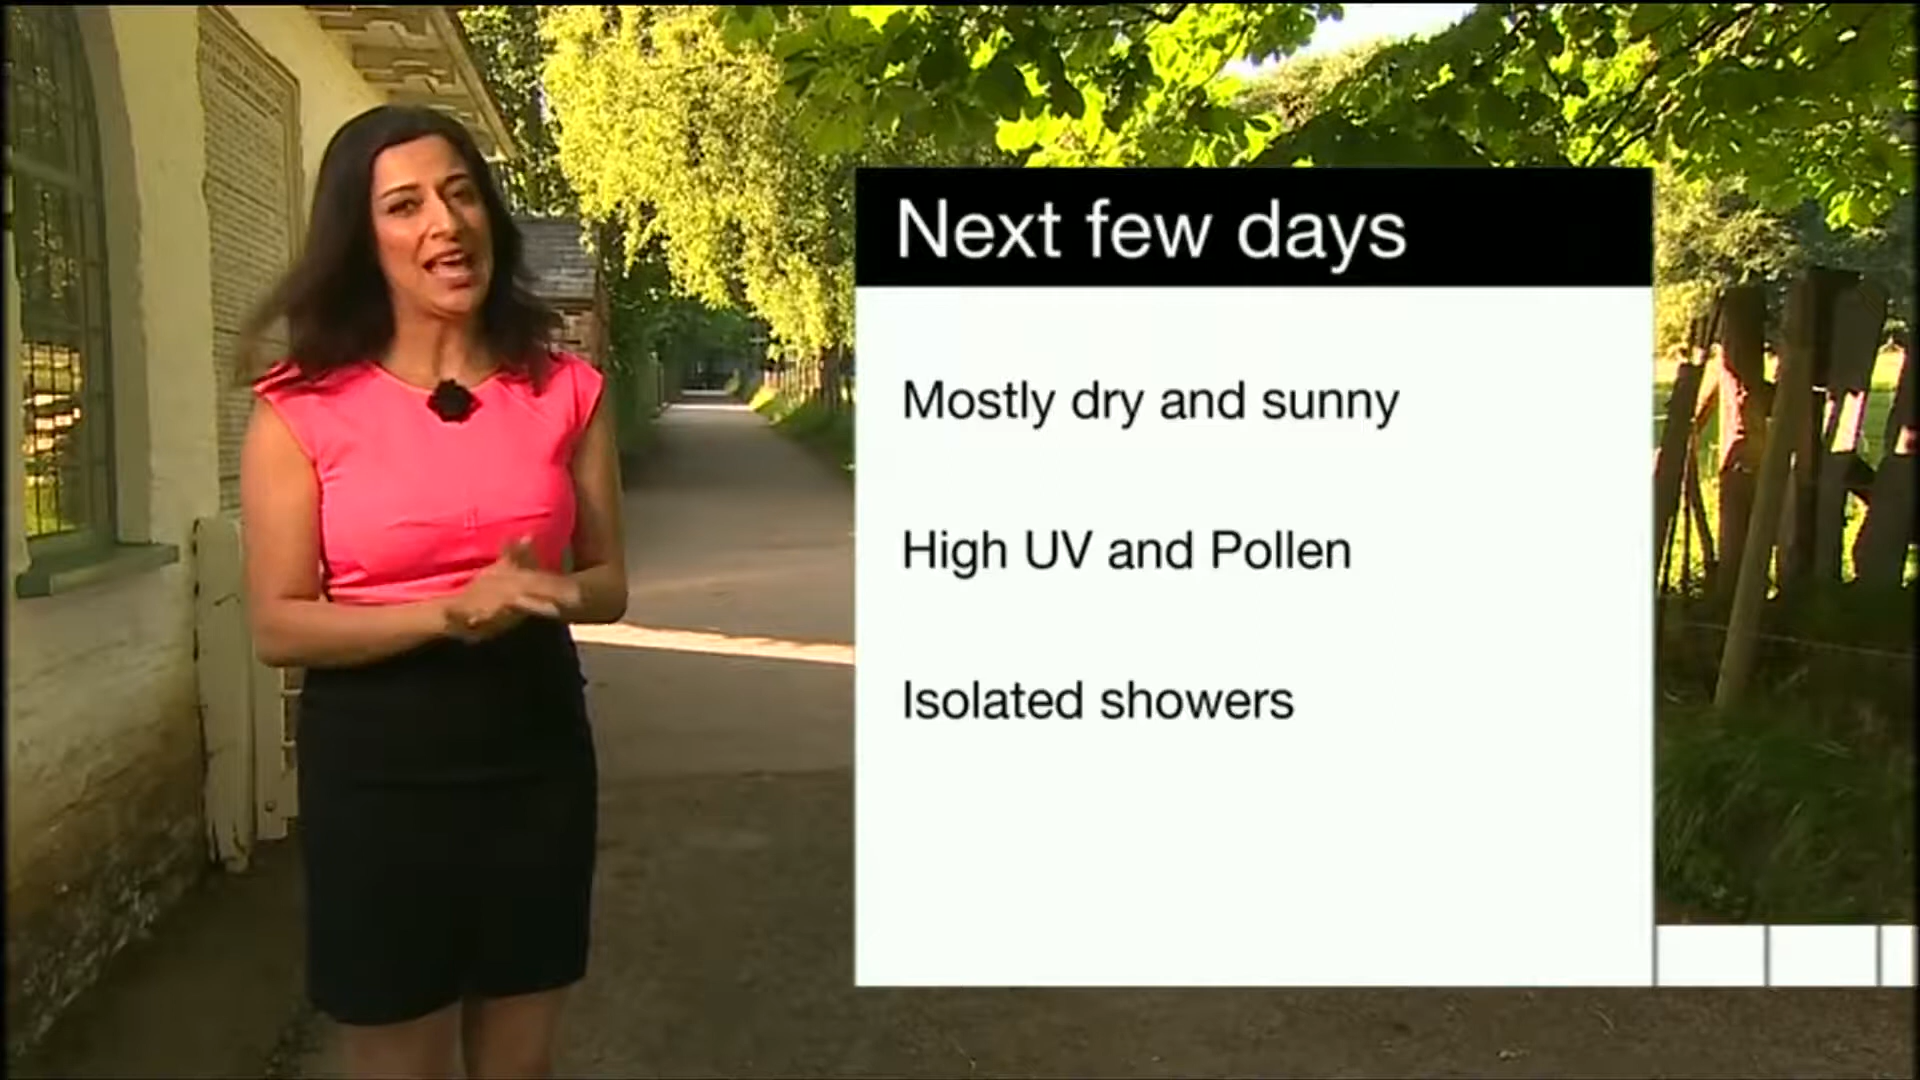 Next few days
Mostly dry and sunny
High UV and Pollen
Isolated showers